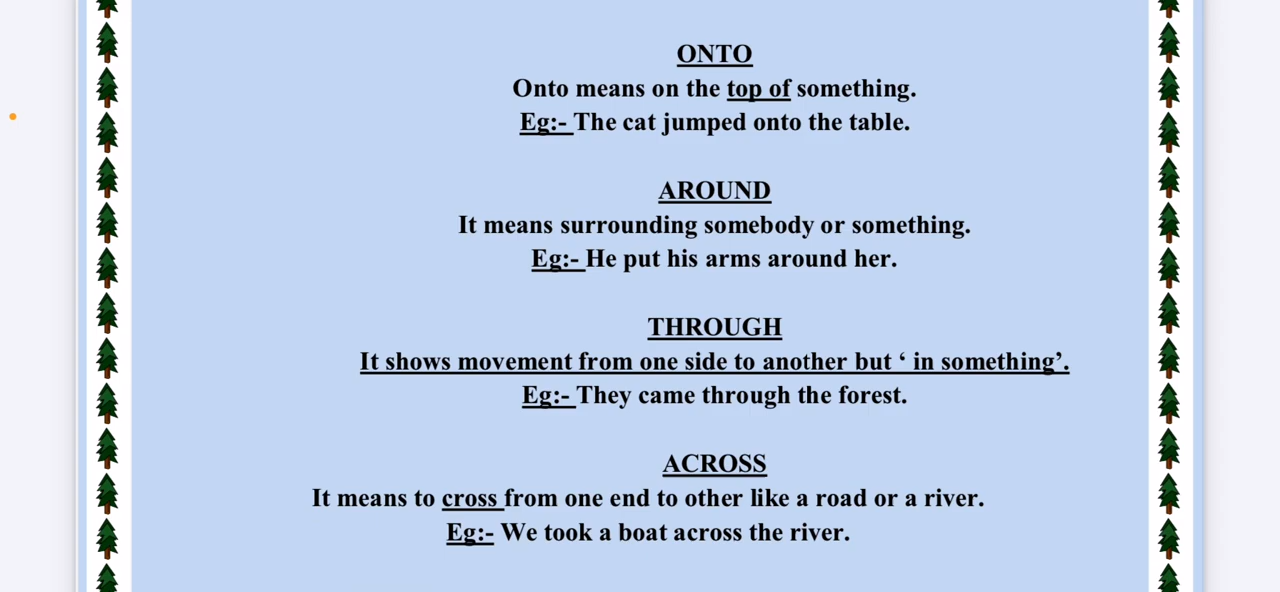 ONTO
Onto means on the top of something.
Eg:- The cat jumped onto the table.
AROUND
It means surrounding somebody or something.
Eg:- He put his arms around her.
THROUGH
It shows movement from one side to another but ‘ in something’.
Eg:- They came through the forest.
ACROSS
It means to cross from one end to other like a road or a river.
Eg:- We took a boat across the river.